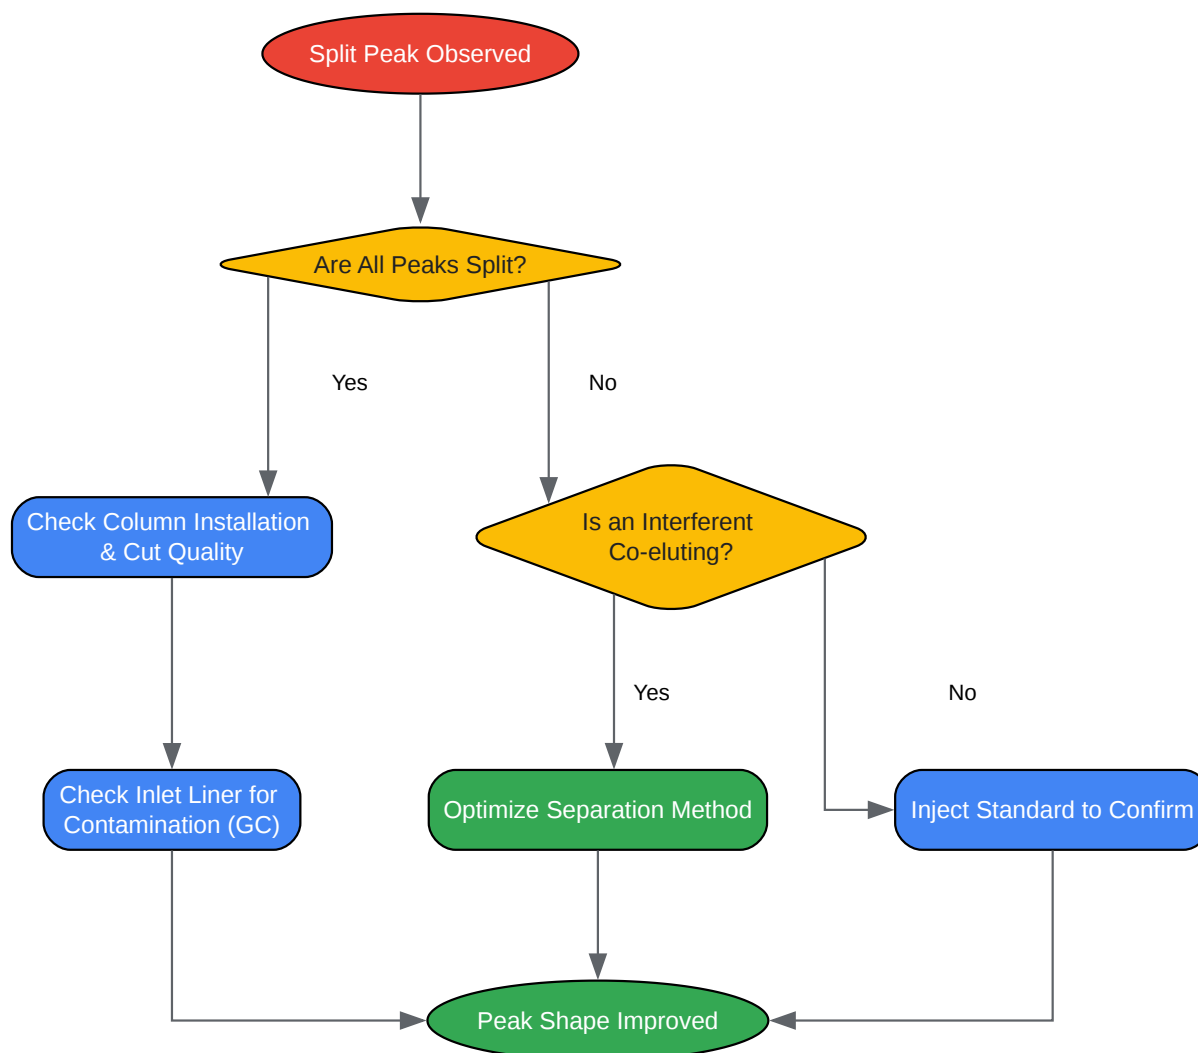 Split Peak Observed
Are All Peaks Split?
Yes
No
Check Column Installation
& Cut Quality
Is an Interferent
Co-eluting?
Yes
No
Check Inlet Liner for
Contamination (GC)
Optimize Separation Method
Inject Standard to Confirm
Peak Shape Improved